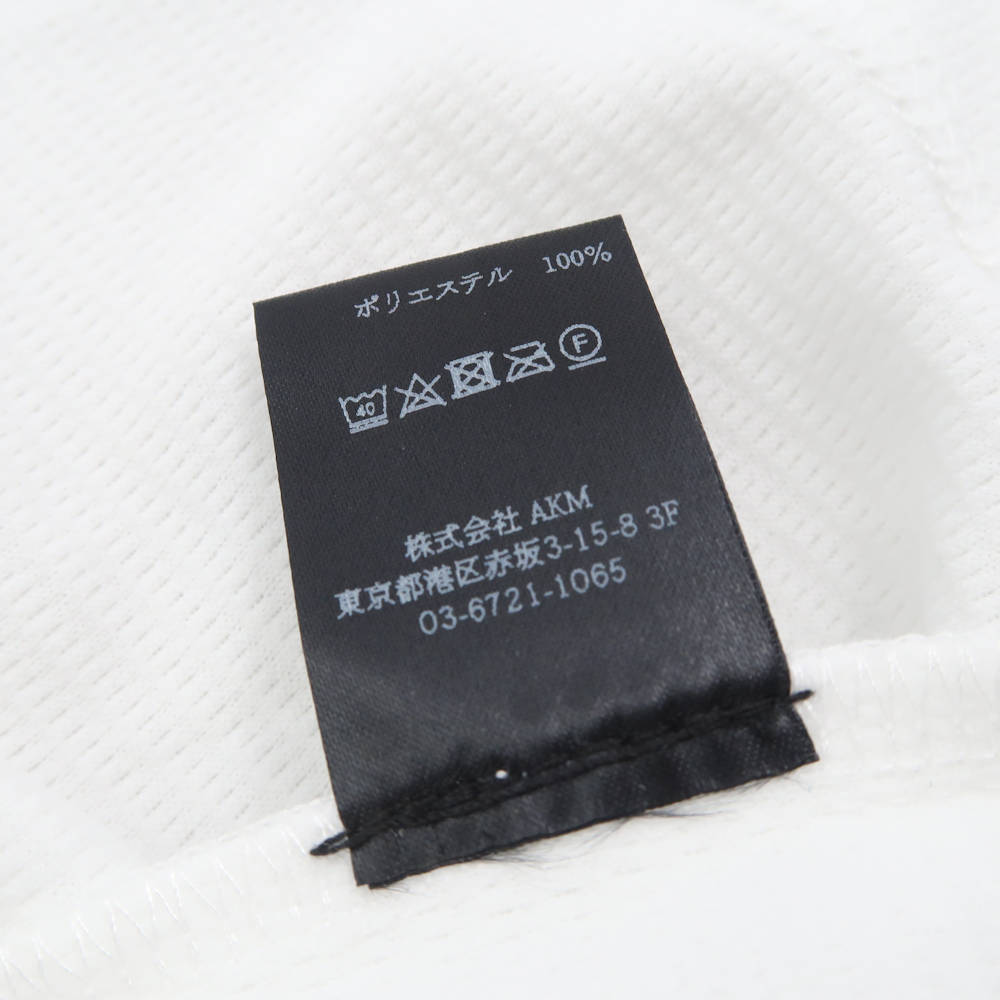 ポリエステル 100%
40 F
株式会社 AKM
東京都港区赤坂3-15-8 3F
03-6721-1065